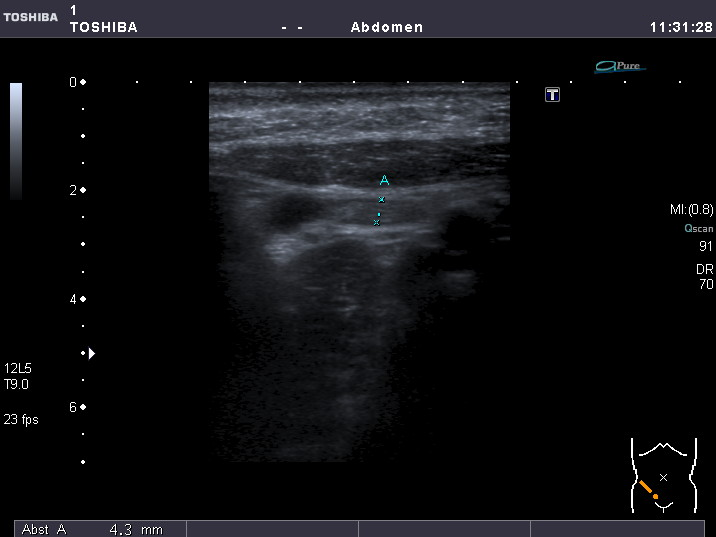 TOSHIBA
1
TOSHIBA - - Abdomen 11:31:28
aPure
T
0
2
A
MI:(0.8)
Qscan
91
DR
70
4
12L5
T9.0
6
23 fps
Abst A 4.3 mm